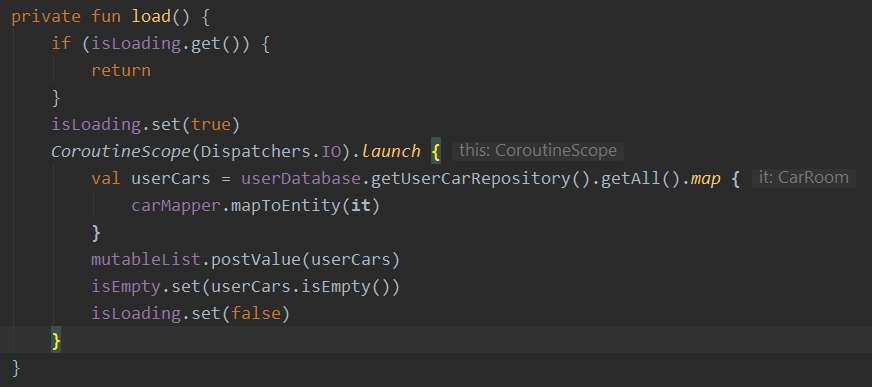 private fun load() {
if (isLoading.get()) {
return
}
isLoading.set(true)
CoroutineScope(Dispatchers.IO).launch { this: CoroutineScope
val userCars = userDatabase.getUserCarRepository().getAll().map { it: CarRoom
carMapper.mapToEntity(it)
}
mutableList.postValue(userCars)
isEmpty.set(userCars.isEmpty())
isLoading.set(false)
}
}